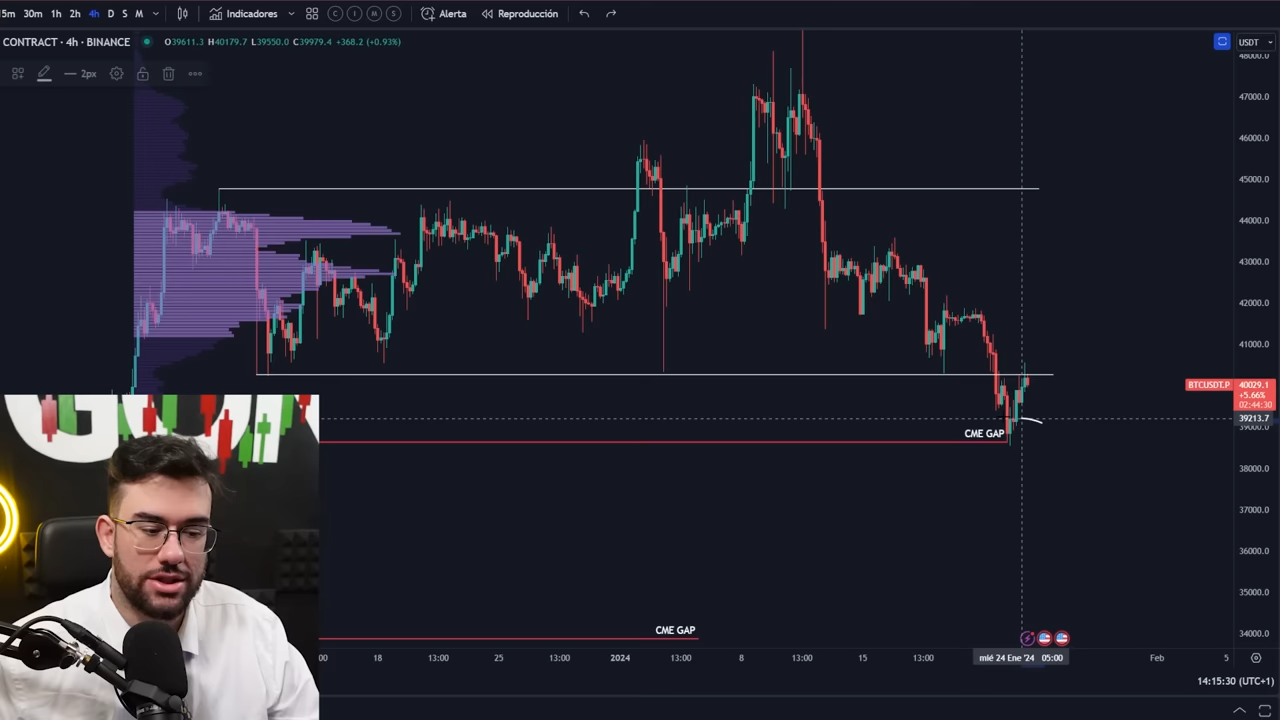 15m 30m 1h 2h 4h D S M Indicadores C I M S Alerta Reproducción
CONTRACT · 4h · BINANCE O39611.3 H40179.7 L39550.0 C39979.4 +368.2 (+0.93%) USDT
2px
48000.0
47000.0
46000.0
45000.0
44000.0
43000.0
42000.0
41000.0
BTCUSDT.P 40029.1
+5.66%
02:44:30
39213.7
39000.0
CME GAP
38000.0
37000.0
36000.0
35000.0
34000.0
CME GAP
:00 18 13:00 25 13:00 2024 13:00 8 13:00 15 13:00 mié 24 Ene '24 05:00 Feb 5
14:15:30 (UTC+1)